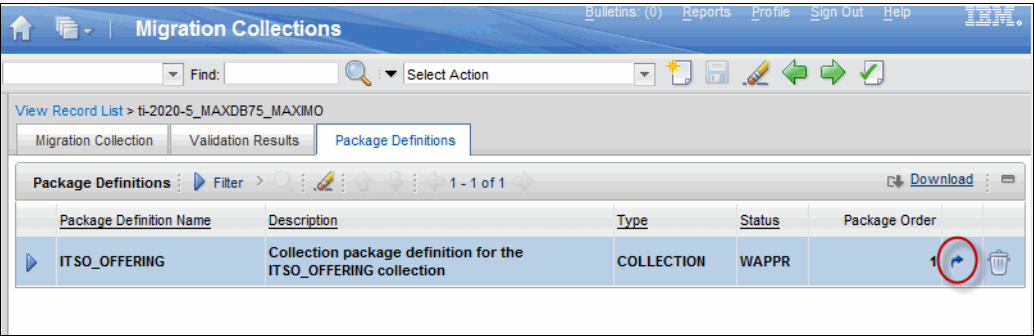 Bulletins: (0) Reports Profile Sign Out Help
Migration Collections
IBM.
Find: Select Action
View Record List > ti-2020-5_MAXDB75_MAXIMO
Migration Collection Validation Results Package Definitions
Package Definitions Filter > 1 - 1 of 1 Download
Package Definition Name Description Type Status Package Order
ITSO_OFFERING Collection package definition for the COLLECTION WAPPR 1
ITSO_OFFERING collection